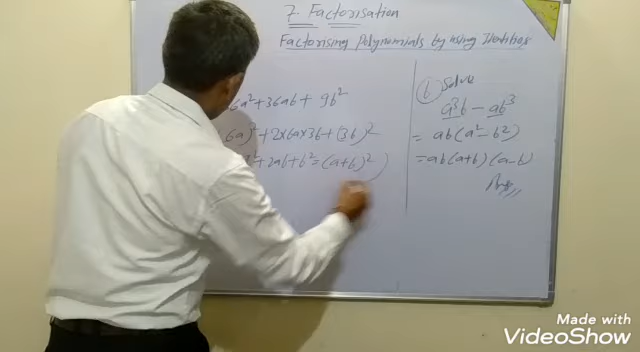 7. Factorisation
Factorising Polynomials by using Identities
6a²+36ab+ 9b²
6a)²+2×6a×3b+(3b)²
a²+2ab+b²=(a+b)²)
(b) Solve
a³b - ab³
= ab(a²-b²)
=ab(a+b)(a-b)
Made with
VideoShow